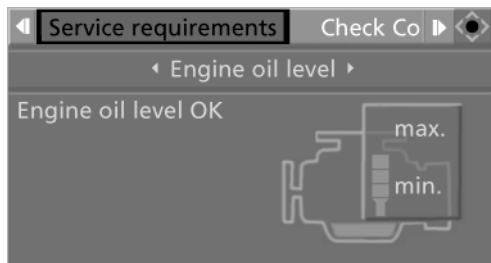 Service requirements Check Co
Engine oil level
Engine oil level OK
max.
min.